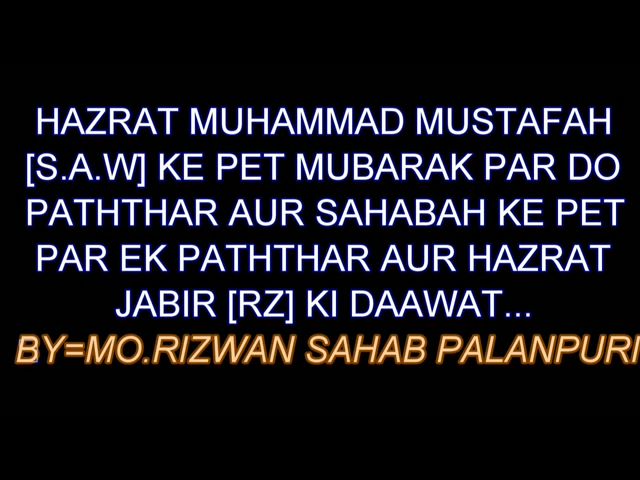 HAZRAT MUHAMMAD MUSTAFAH
[S.A.W] KE PET MUBARAK PAR DO
PATHTHAR AUR SAHABAH KE PET
PAR EK PATHTHAR AUR HAZRAT
JABIR [RZ] KI DAAWAT...
BY=MO.RIZWAN SAHAB PALANPURI